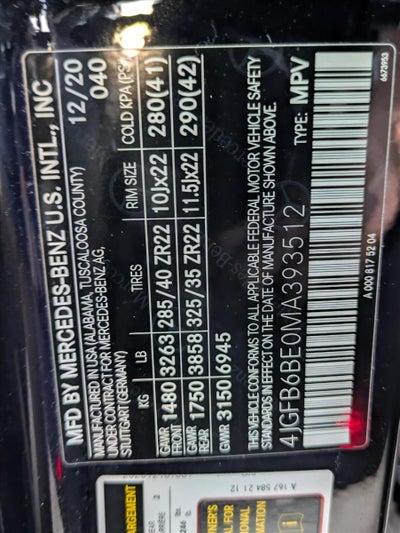 MFD BY MERCEDES-BENZ U.S. INTL., INC
MANUFACTURED IN USA (ALABAMA, TUSCALOOSA COUNTY)
UNDER CONTRACT FOR MERCEDES-BENZ AG,
STUTTGART (GERMANY)
12/20
040
KG LB TIRES RIM SIZE COLD KPA (PSI)
GAWR FRONT 1480 3263 285/40 ZR22 10Jx22 280(41)
GAWR REAR 1750 3858 325/35 ZR22 11.5Jx22 290(42)
GVWR 3150 6945
THIS VEHICLE CONFORMS TO ALL APPLICABLE FEDERAL MOTOR VEHICLE SAFETY
STANDARDS IN EFFECT ON THE DATE OF MANUFACTURE SHOWN ABOVE.
4JGFB6BE0MA393512 TYPE: MPV
A 000 817 52 04
6673953
A 167 584 21 12
246 lbs.